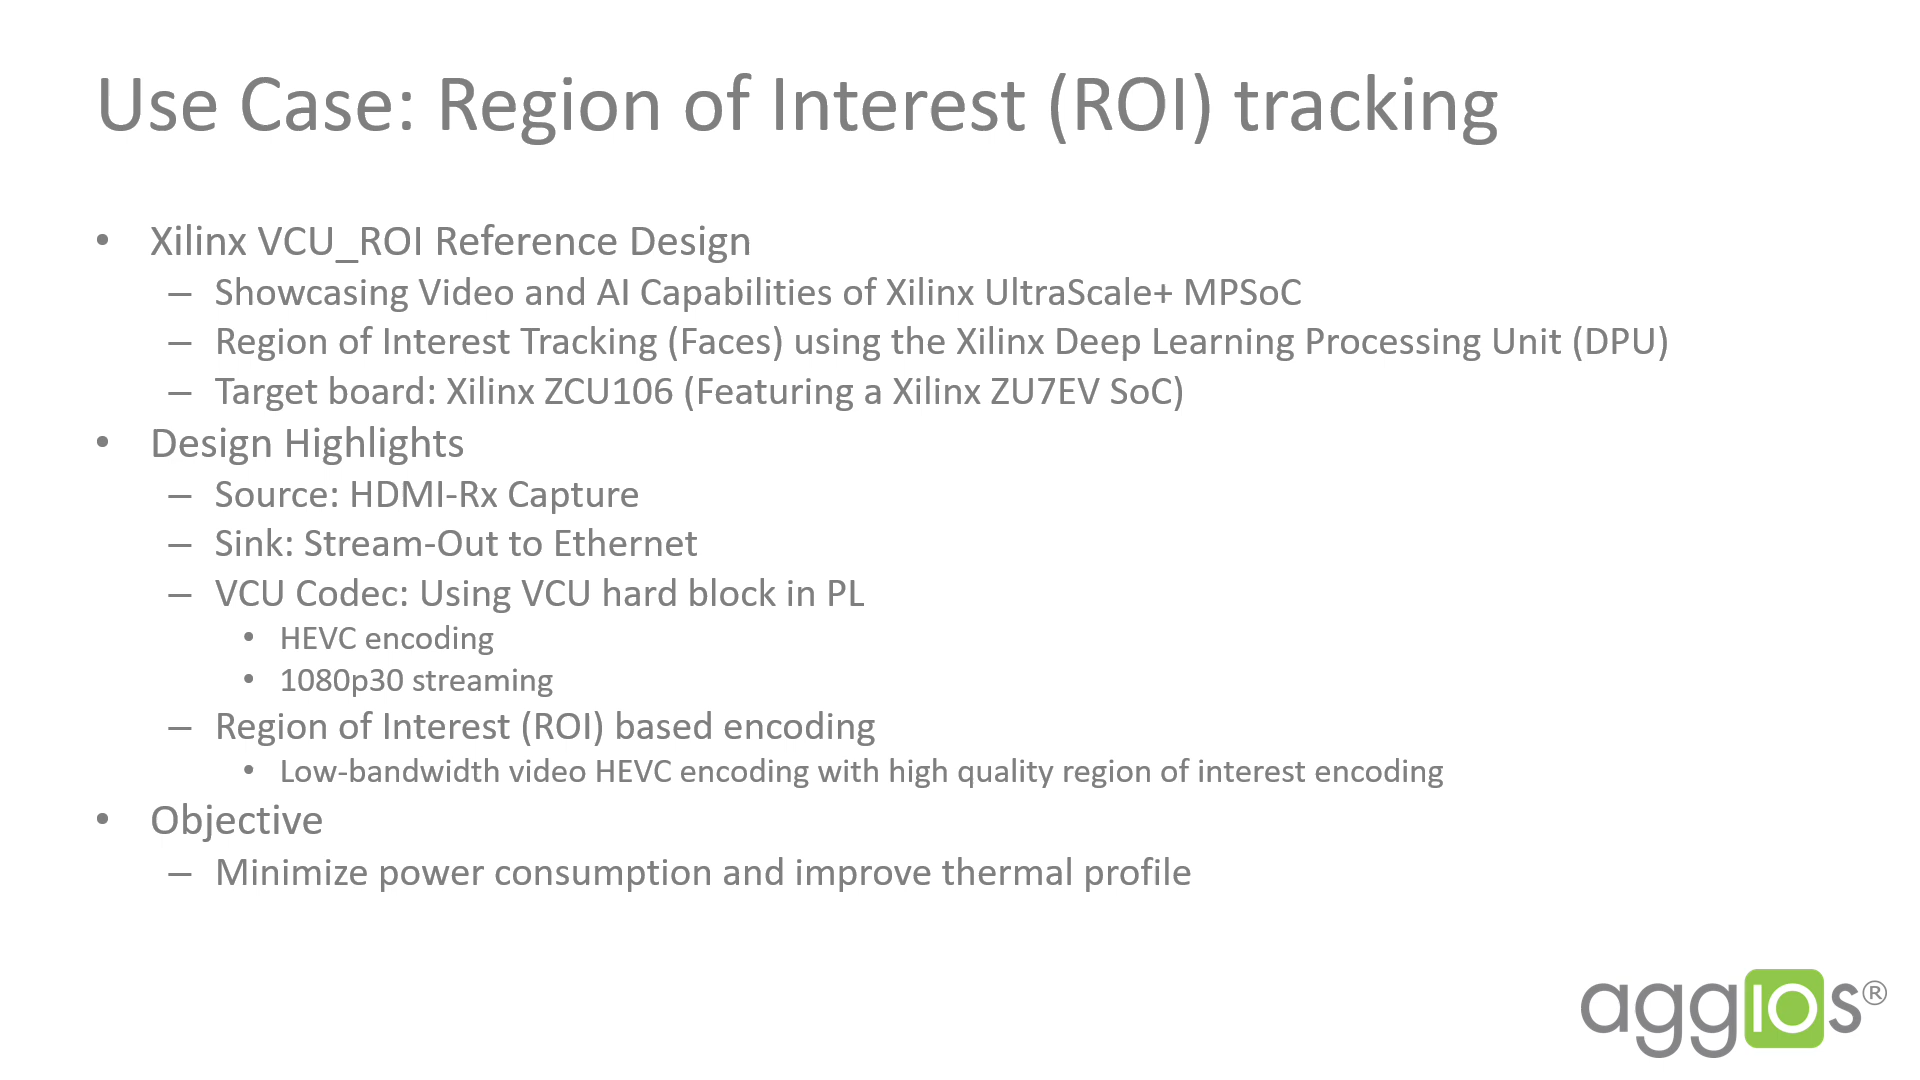 Use Case: Region of Interest (ROI) tracking
• Xilinx VCU_ROI Reference Design
– Showcasing Video and AI Capabilities of Xilinx UltraScale+ MPSoC
– Region of Interest Tracking (Faces) using the Xilinx Deep Learning Processing Unit (DPU)
– Target board: Xilinx ZCU106 (Featuring a Xilinx ZU7EV SoC)
• Design Highlights
– Source: HDMI-Rx Capture
– Sink: Stream-Out to Ethernet
– VCU Codec: Using VCU hard block in PL
• HEVC encoding
• 1080p30 streaming
– Region of Interest (ROI) based encoding
• Low-bandwidth video HEVC encoding with high quality region of interest encoding
• Objective
– Minimize power consumption and improve thermal profile
aggios®